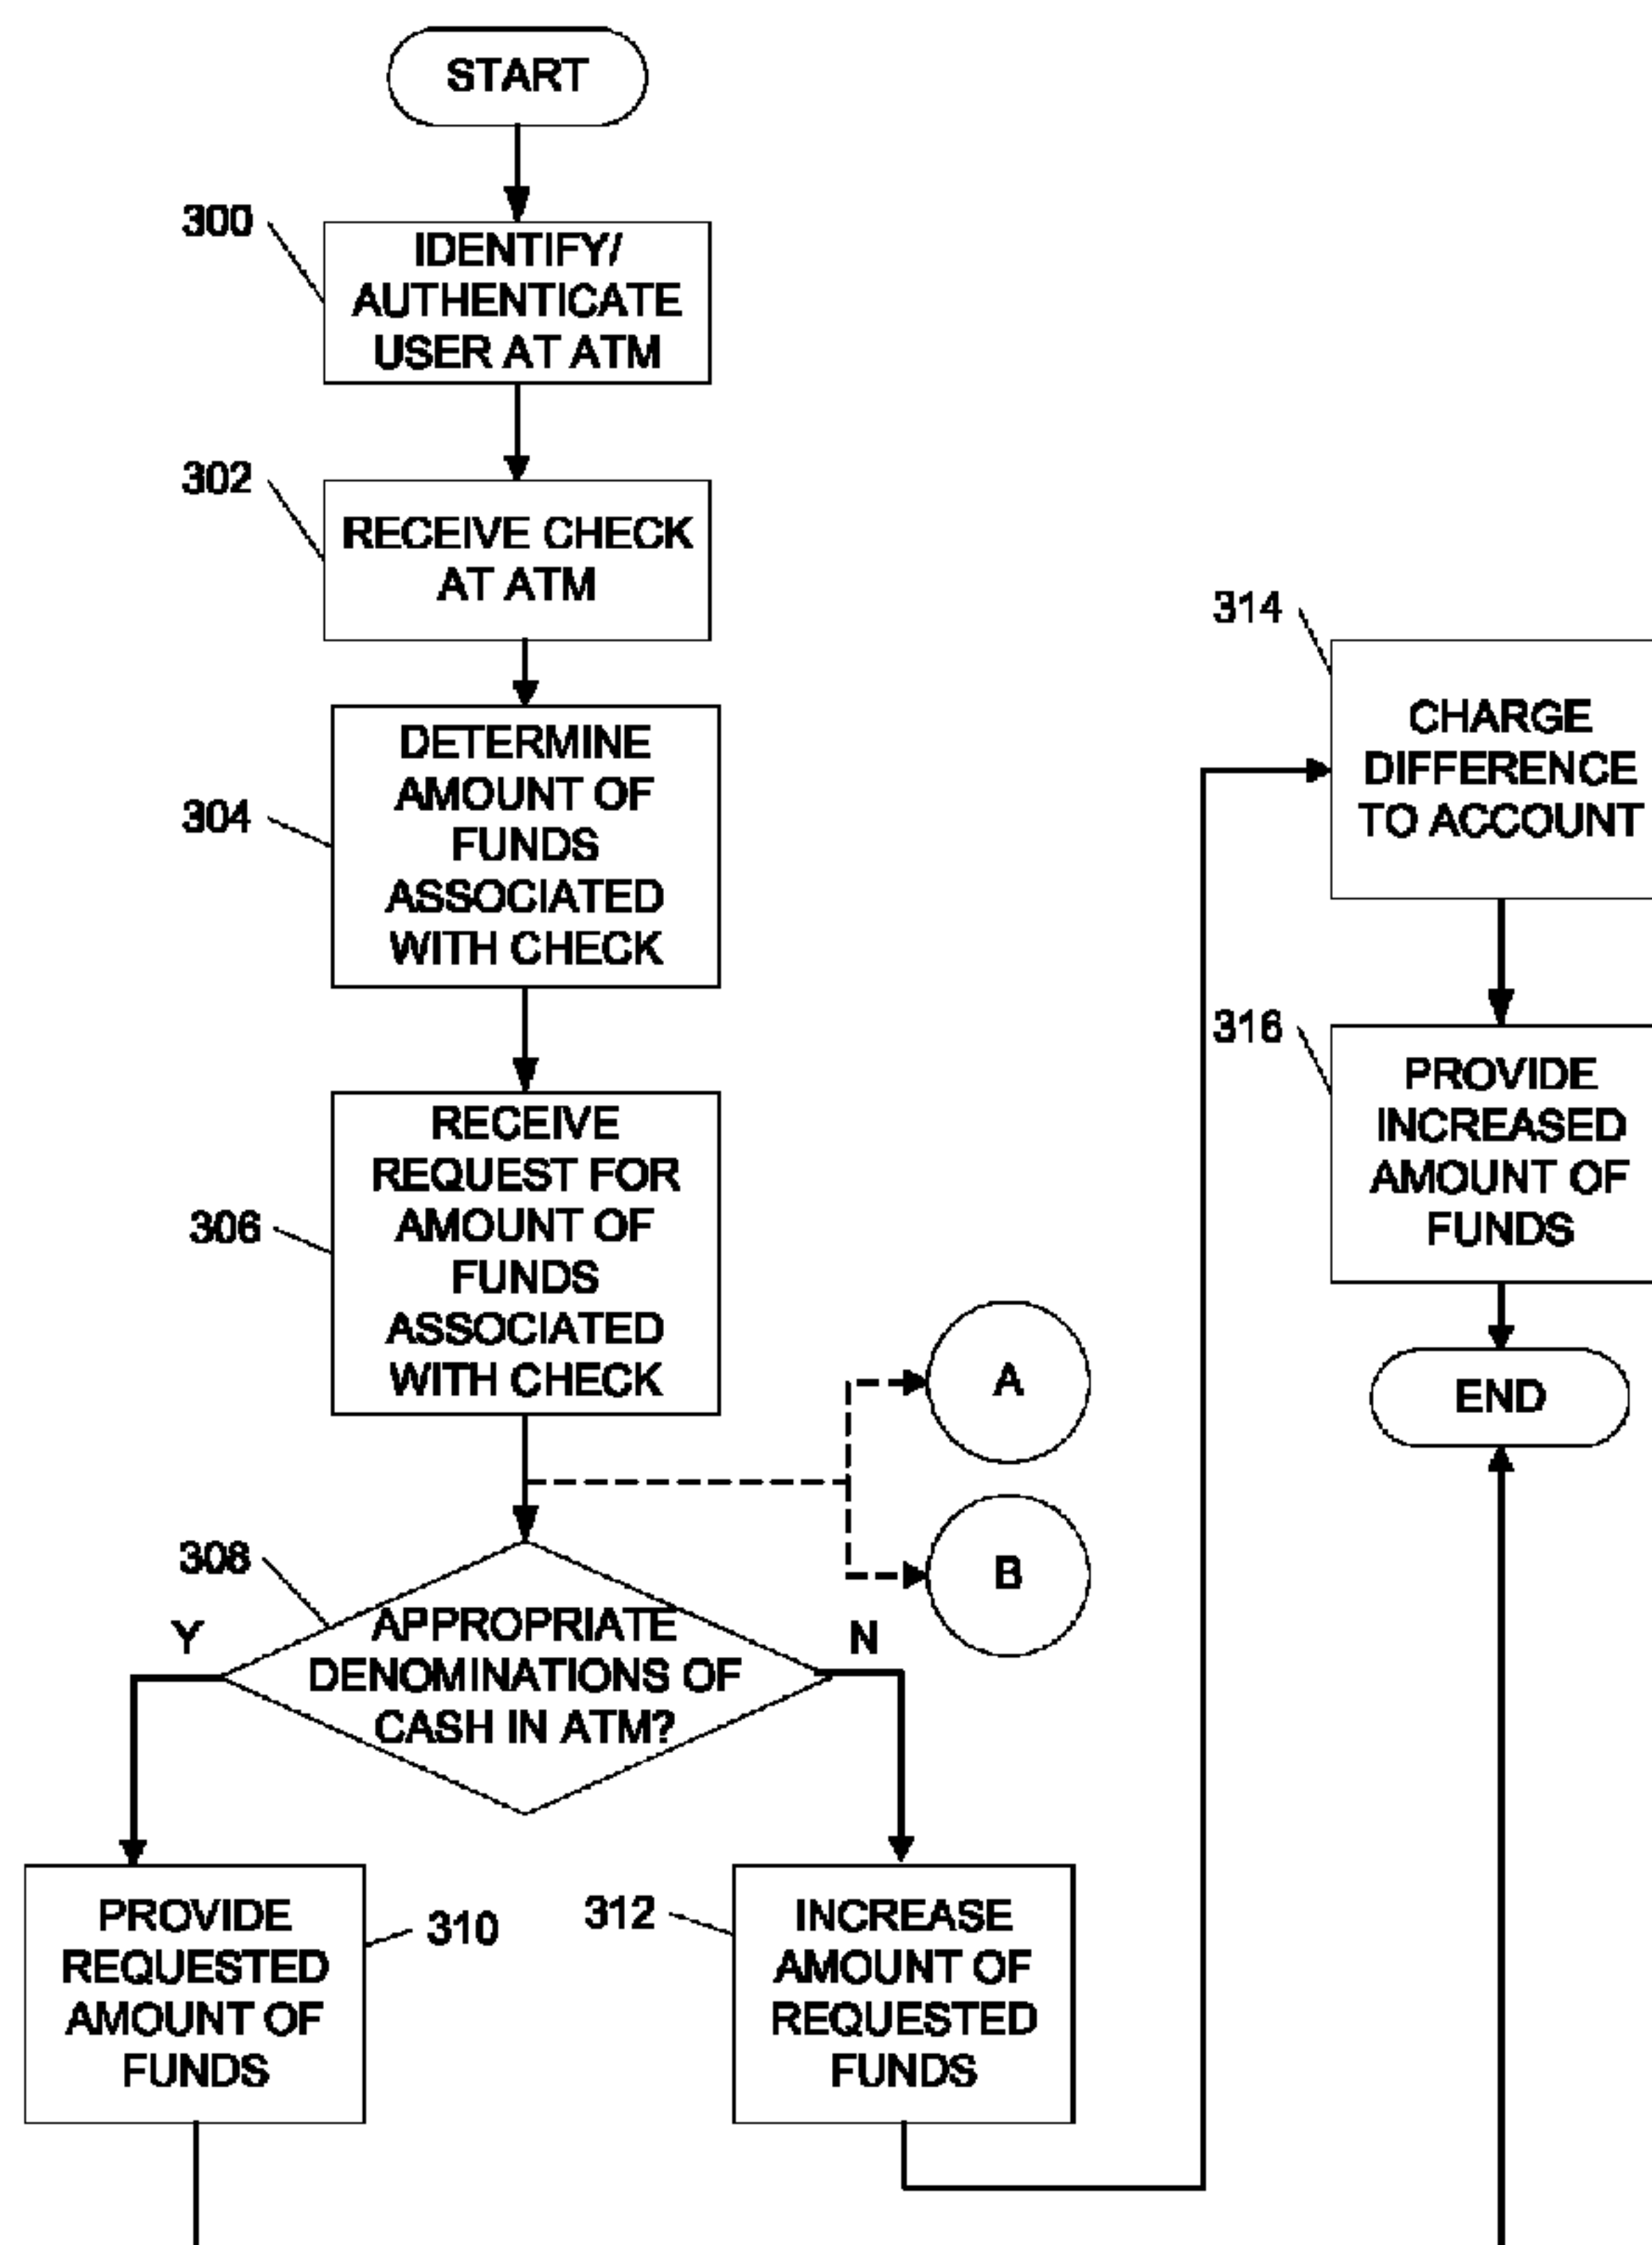 START
300
IDENTIFY/
AUTHENTICATE
USER AT ATM
302
RECEIVE CHECK
AT ATM
304
DETERMINE
AMOUNT OF
FUNDS
ASSOCIATED
WITH CHECK
306
RECEIVE
REQUEST FOR
AMOUNT OF
FUNDS
ASSOCIATED
WITH CHECK
A
B
308
APPROPRIATE
DENOMINATIONS OF
CASH IN ATM?
Y
N
PROVIDE
REQUESTED
AMOUNT OF
FUNDS
310
312
INCREASE
AMOUNT OF
REQUESTED
FUNDS
314
CHARGE
DIFFERENCE
TO ACCOUNT
316
PROVIDE
INCREASED
AMOUNT OF
FUNDS
END